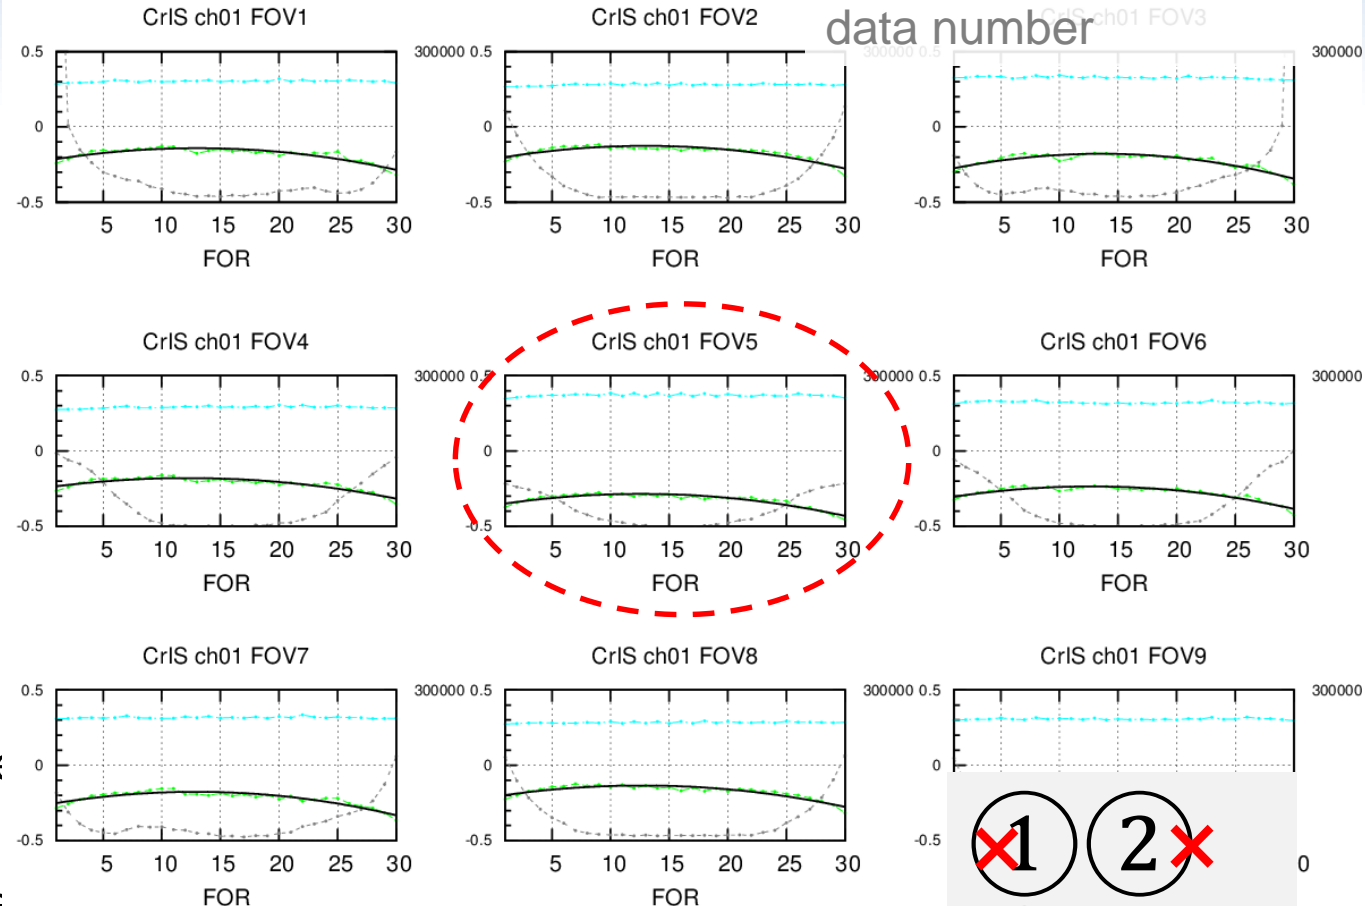 data number
CrIS ch01 FOV1 CrIS ch01 FOV2 CrIS ch01 FOV3
0.5 300000 0.5 300000 0.5 300000
0 0 0
-0.5 -0.5 -0.5
5 10 15 20 25 30 5 10 15 20 25 30 5 10 15 20 25 30
FOR FOR FOR
CrIS ch01 FOV4 CrIS ch01 FOV5 CrIS ch01 FOV6
0.5 300000 0.5 300000 0.5 300000
0 0 0
-0.5 -0.5 -0.5
5 10 15 20 25 30 5 10 15 20 25 30 5 10 15 20 25 30
FOR FOR FOR
CrIS ch01 FOV7 CrIS ch01 FOV8 CrIS ch01 FOV9
0.5 300000 0.5 300000 0.5 300000
0 0 0
-0.5 -0.5 -0.5
5 10 15 20 25 30 5 10 15 20 25 30 1 2 0
FOR FOR